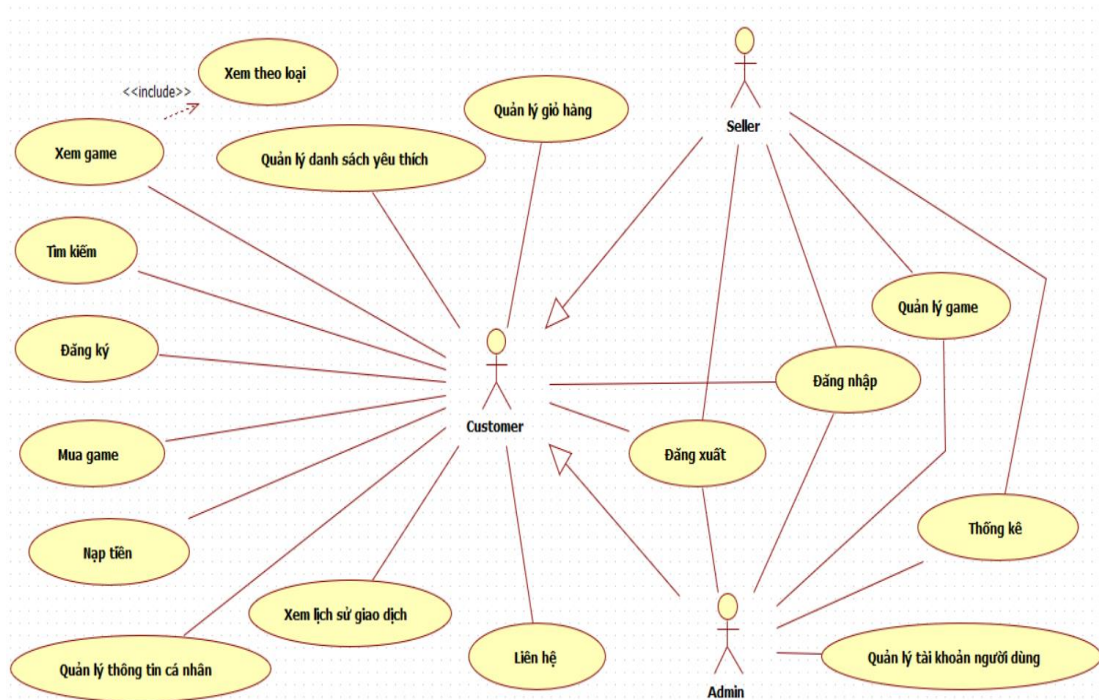 Xem theo loại
<<include>>
Quản lý giỏ hàng
Seller
Xem game
Quản lý danh sách yêu thích
Tìm kiếm
Quản lý game
Đăng ký
Đăng nhập
Customer
Mua game
Đăng xuất
Thống kê
Nạp tiền
Xem lịch sử giao dịch
Liên hệ
Quản lý tài khoản người dùng
Quản lý thông tin cá nhân
Admin